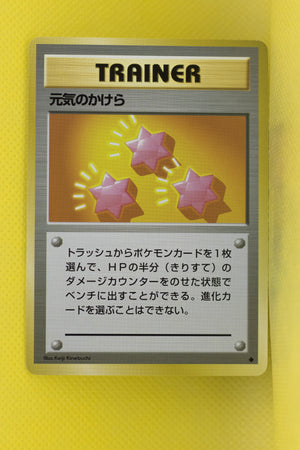 TRAINER
元気のかけら
トラッシュからポケモンカードを1枚
選んで、HPの半分（きりすて）の
ダメージカウンターをのせた状態で
ベンチに出すことができる。進化カ
ードを選ぶことはできない。
Illus. Keiji Kinebuchi